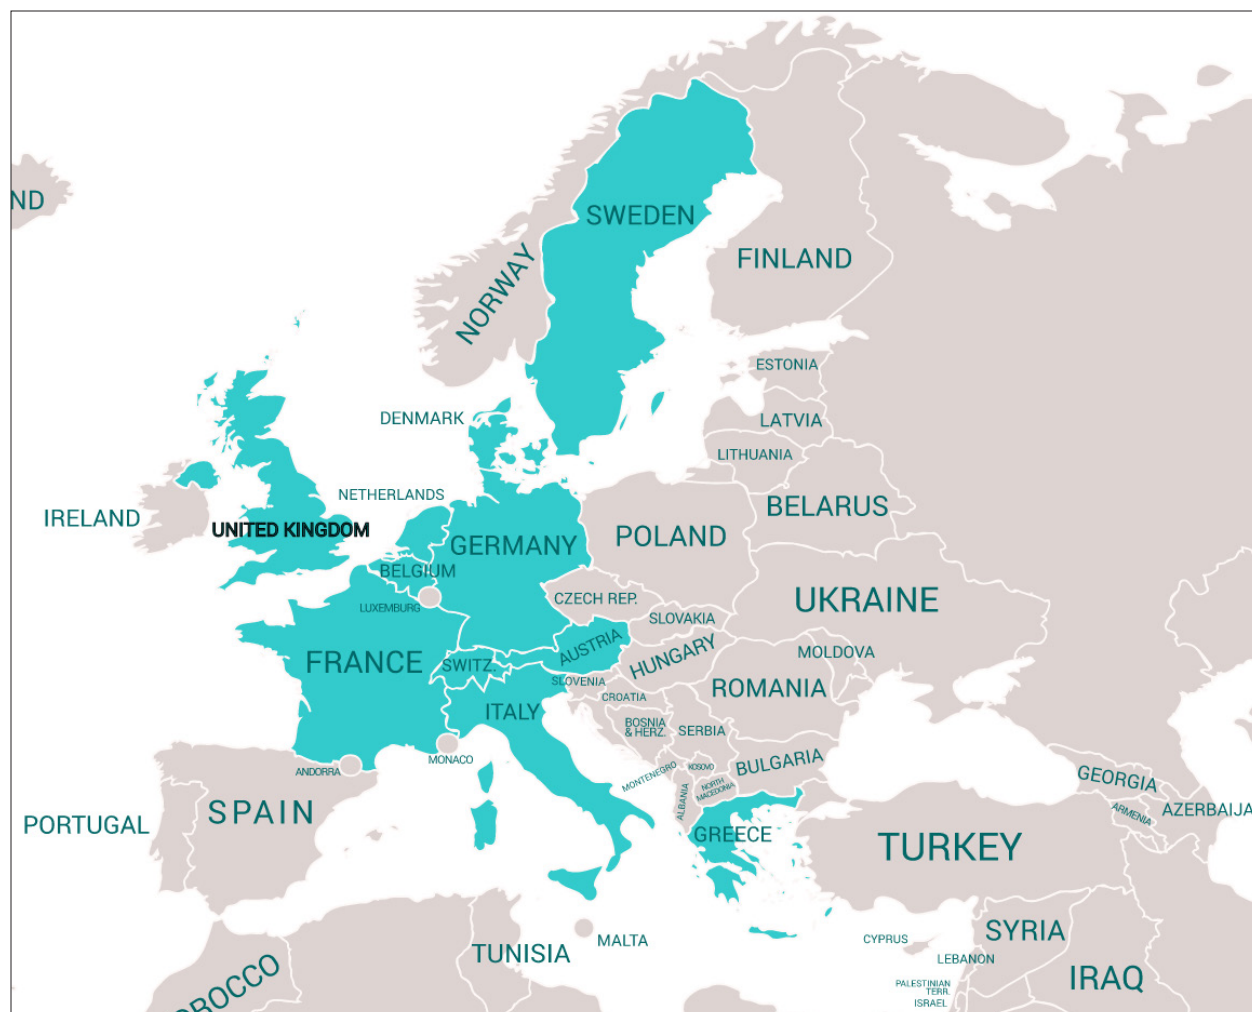 ND
SWEDEN
NORWAY
FINLAND
ESTONIA
DENMARK
LATVIA
LITHUANIA
NETHERLANDS
BELARUS
IRELAND
UNITED KINGDOM
GERMANY
POLAND
BELGIUM
LUXEMBURG
CZECH REP.
UKRAINE
SLOVAKIA
FRANCE
SWITZ.
AUSTRIA
HUNGARY
MOLDOVA
SLOVENIA
ROMANIA
CROATIA
ITALY
BOSNIA
& HERZ.
SERBIA
MONACO
ANDORRA
MONTENEGRO
KOSOVO
BULGARIA
NORTH
MACEDONIA
ALBANIA
GEORGIA
ARMENIA
AZERBAIJA
PORTUGAL
SPAIN
GREECE
TURKEY
TUNISIA
MALTA
CYPRUS
SYRIA
LEBANON
IRAQ
PALESTINIAN
TERR.
ISRAEL
OROCCO